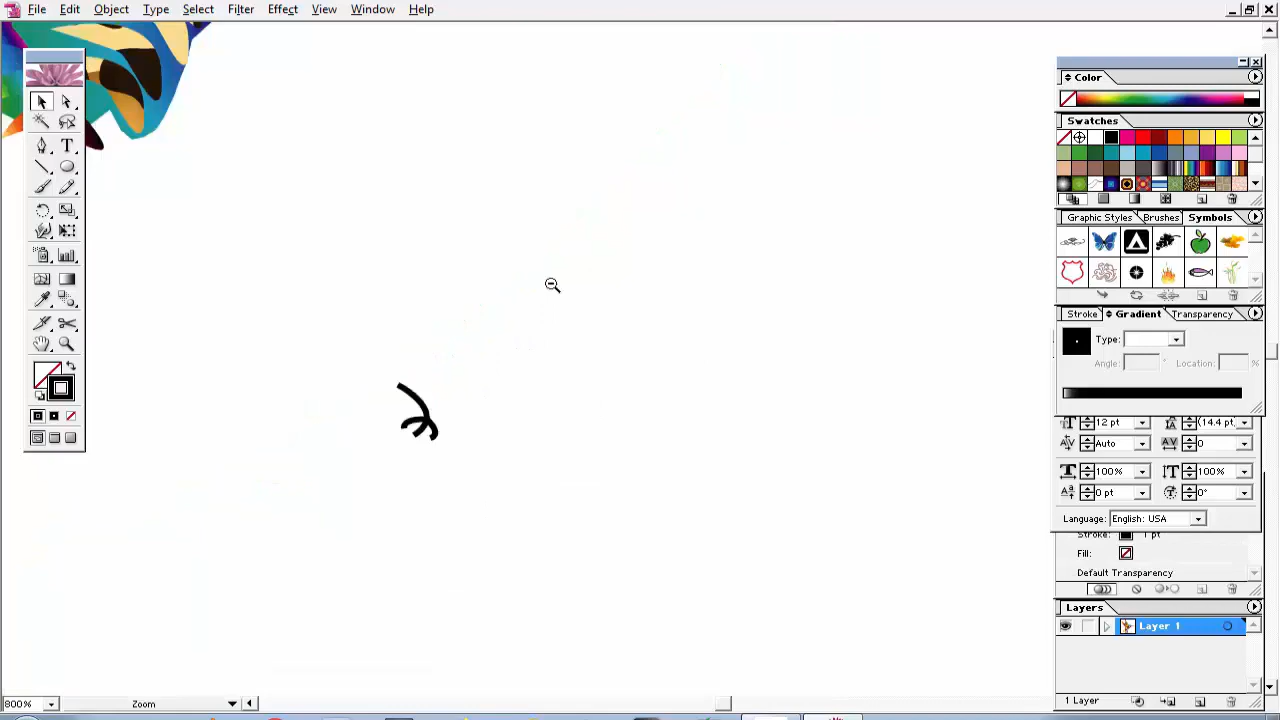 File Edit Object Type Select Filter Effect View Window Help
Color
Swatches
Graphic Styles Brushes Symbols
Stroke Gradient Transparency
Type:
Angle: ° Location: %
12 pt (14.4 pt)
Auto 0
100% 100%
0 pt 0°
Language: English: USA
Stroke: 1 pt
Fill:
Default Transparency
Layers
Layer 1
1 Layer
800% Zoom